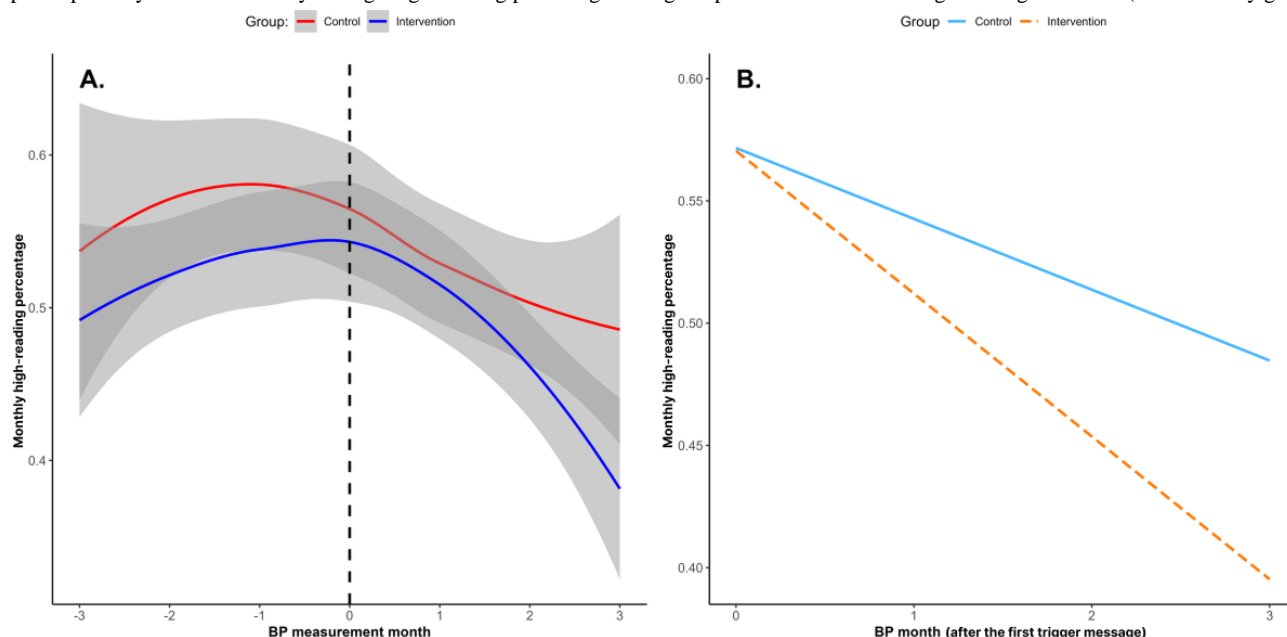 Group: Control Intervention
A.
0.6
0.5
0.4
Monthly high-reading percentage
-3 -2 -1 0 1 2 3
BP measurement month
Group Control Intervention
B.
0.60
0.55
0.50
0.45
0.40
Monthly high-reading percentage
0 1 2 3
BP month (after the first trigger message)